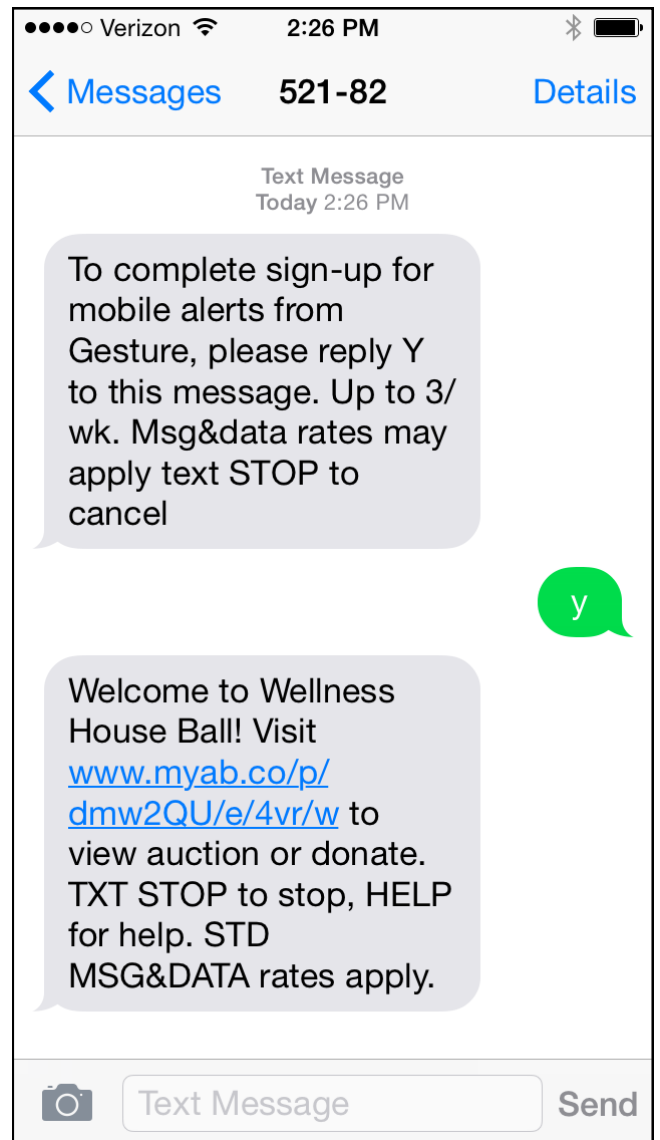 Verizon 2:26 PM
Messages 521-82 Details
Text Message
Today 2:26 PM
To complete sign-up for
mobile alerts from
Gesture, please reply Y
to this message. Up to 3/
wk. Msg&data rates may
apply text STOP to
cancel
y
Welcome to Wellness
House Ball! Visit
www.myab.co/p/
dmw2QU/e/4vr/w to
view auction or donate.
TXT STOP to stop, HELP
for help. STD
MSG&DATA rates apply.
Text Message Send